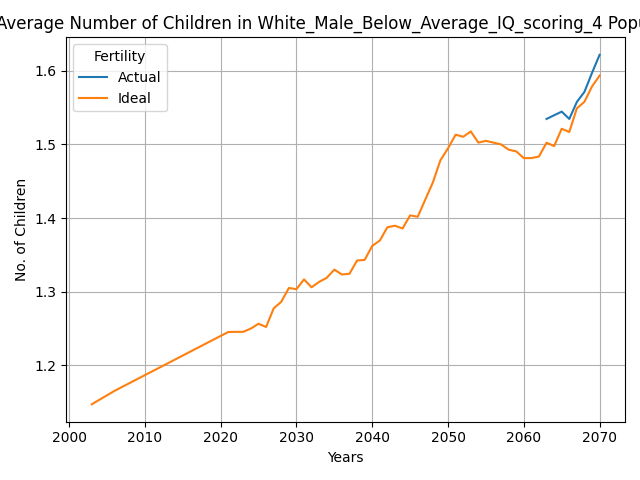 Average Number of Children in White_Male_Below_Average_IQ_scoring_4
Fertility
Actual
Ideal
No. of Children
1.6
1.5
1.4
1.3
1.2
2000 2010 2020 2030 2040 2050 2060 2070
Years